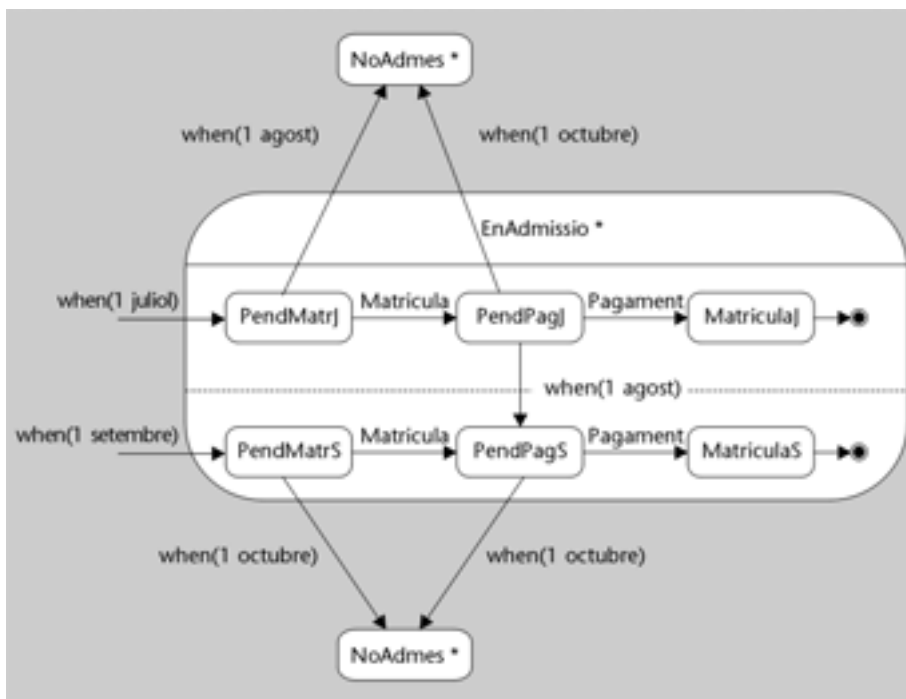 NoAdmes *
when(1 agost)
when(1 octubre)
EnAdmissio *
when(1 juliol)
PendMatrJ
Matricula
PendPagJ
Pagament
MatriculaJ
when(1 agost)
when(1 setembre)
PendMatrS
Matricula
PendPagS
Pagament
MatriculaS
when(1 octubre)
when(1 octubre)
NoAdmes *